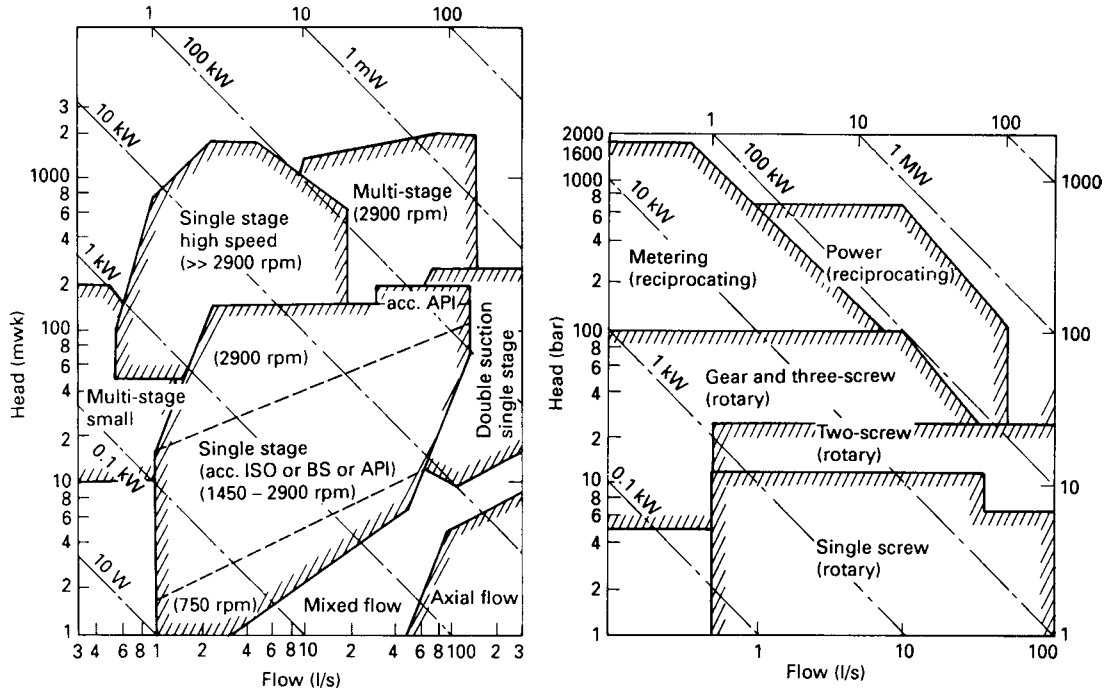 1 10 100
100 kW
1 mW
10 kW
3
2
1000
8
6
4
2
100
8
6
4
2
10
8
6
4
2
1
Head (mwk)
1 kW
0.1 kW
10 W
Multi-stage
(2900 rpm)
Single stage
high speed
(>> 2900 rpm)
acc. API
(2900 rpm)
Double suction
single stage
Multi-stage
small
Single stage
(acc. ISO or BS or API)
(1450 – 2900 rpm)
(750 rpm)
Mixed flow
Axial flow
3 4 6 8 1 2 4 6 8 10 2 4 6 8 100 2 3
Flow (l/s)
1 10 100
2000
1600
1000
8
6
4
2
100
8
6
4
2
10
8
6
4
2
1
Head (bar)
100 kW
1 MW
10 kW
1 kW
0.1 kW
Metering
(reciprocating)
Power
(reciprocating)
Gear and three-screw
(rotary)
Two-screw
(rotary)
Single screw
(rotary)
1000
100
10
1
1 10 100
Flow (l/s)